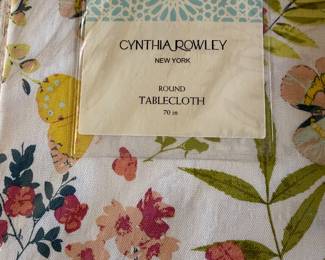 CYNTHIA ROWLEY
NEW YORK
ROUND
TABLECLOTH
70 in